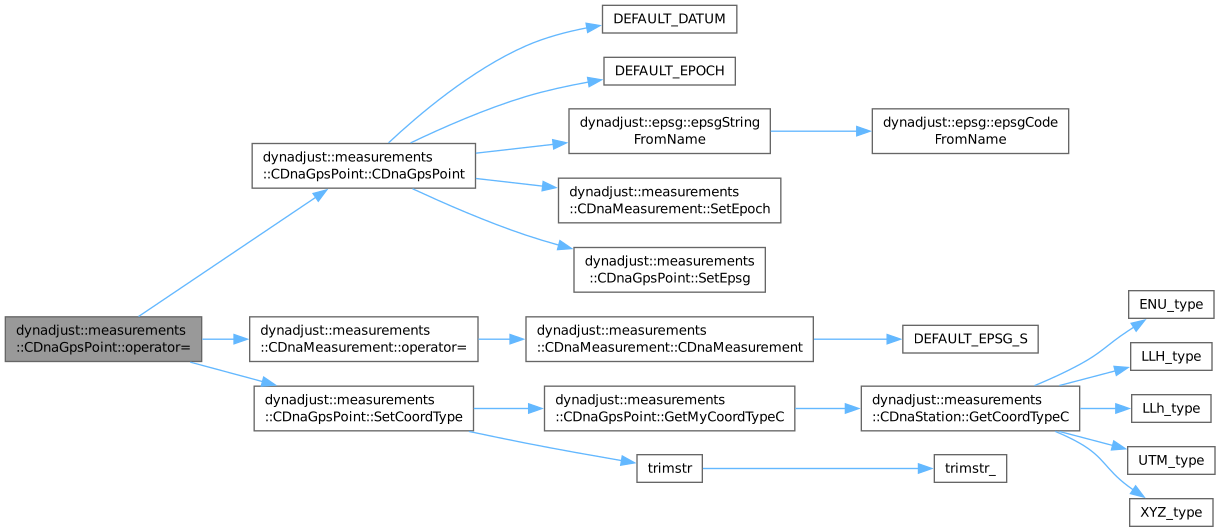 DEFAULT_DATUM
DEFAULT_EPOCH
dynadjust::epsg::epsgString
FromName
dynadjust::epsg::epsgCode
FromName
dynadjust::measurements
::CDnaGpsPoint::CDnaGpsPoint
dynadjust::measurements
::CDnaMeasurement::SetEpoch
dynadjust::measurements
::CDnaGpsPoint::SetEpsg
dynadjust::measurements
::CDnaGpsPoint::operator=
dynadjust::measurements
::CDnaMeasurement::operator=
dynadjust::measurements
::CDnaMeasurement::CDnaMeasurement
DEFAULT_EPSG_S
dynadjust::measurements
::CDnaGpsPoint::SetCoordType
dynadjust::measurements
::CDnaGpsPoint::GetMyCoordTypeC
dynadjust::measurements
::CDnaStation::GetCoordTypeC
ENU_type
LLH_type
LLh_type
UTM_type
XYZ_type
trimstr
trimstr_